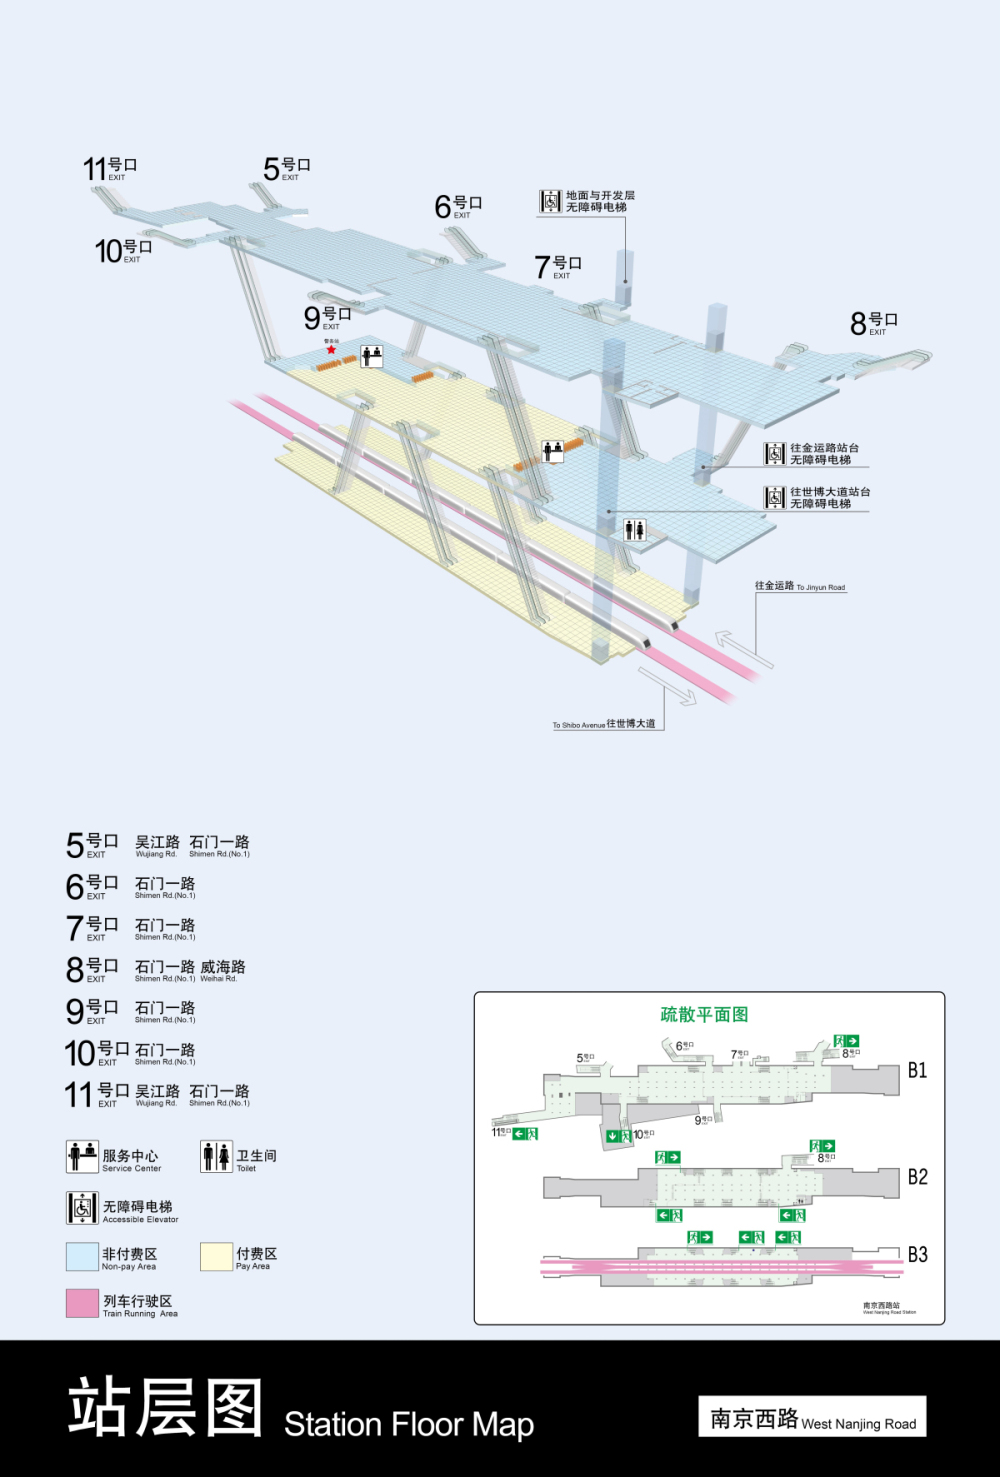 11号口
EXIT
5号口
EXIT
6号口
EXIT
地面与开发层
无障碍电梯
10号口
EXIT
7号口
EXIT
9号口
EXIT
8号口
EXIT
警务站
往金运路站台
无障碍电梯
往世博大道站台
无障碍电梯
往金运路 To Jinyun Road
To Shibo Avenue 往世博大道
5号口 吴江路 石门一路
EXIT Wujiang Rd. Shimen Rd.(No.1)
6号口 石门一路
EXIT Shimen Rd.(No.1)
7号口 石门一路
EXIT Shimen Rd.(No.1)
8号口 石门一路 威海路
EXIT Shimen Rd.(No.1) Weihai Rd.
9号口 石门一路
EXIT Shimen Rd.(No.1)
10号口 石门一路
EXIT Shimen Rd.(No.1)
11号口 吴江路 石门一路
EXIT Wujiang Rd. Shimen Rd.(No.1)
服务中心
Service Center
卫生间
Toilet
无障碍电梯
Accessible Elevator
非付费区
Non-pay Area
付费区
Pay Area
列车行驶区
Train Running Area
疏散平面图
5号口
6号口
7号口
8号口
B1
11号口
10号口
9号口
8号口
B2
B3
南京西路站
West Nanjing Road Station
站层图 Station Floor Map
南京西路 West Nanjing Road